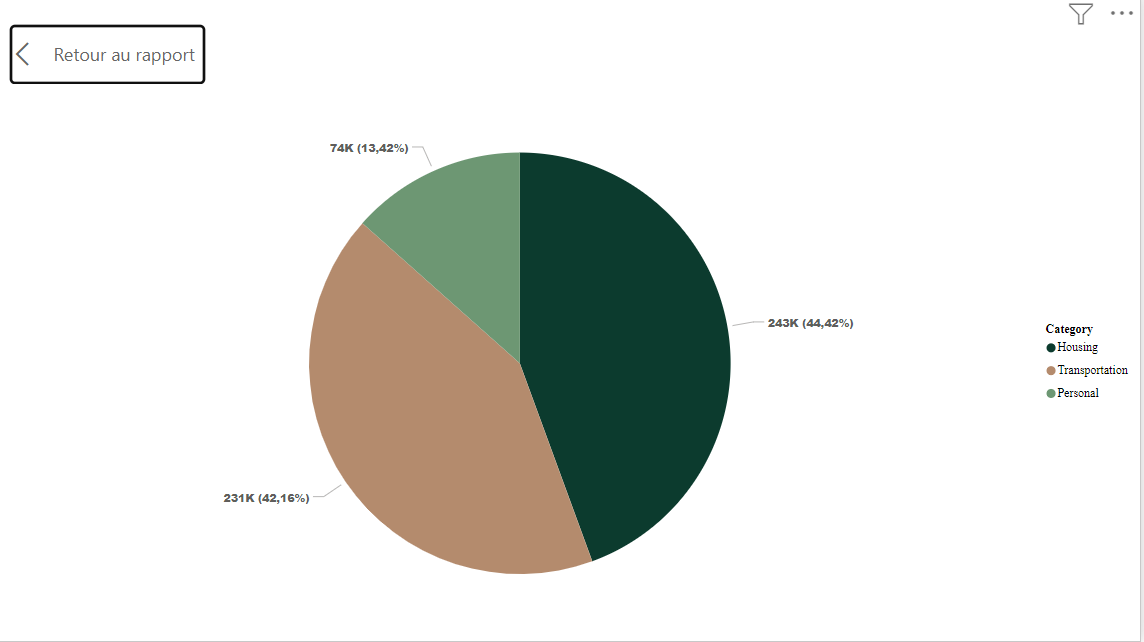 Retour au rapport
74K (13,42%)
243K (44,42%)
231K (42,16%)
Category
Housing
Transportation
Personal